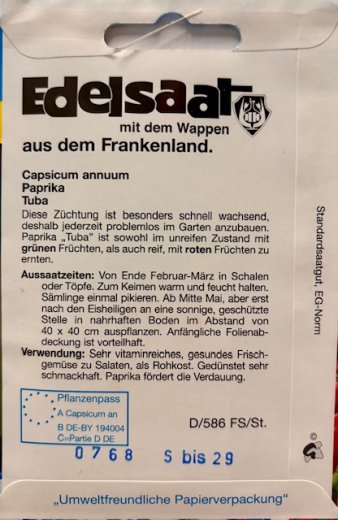 Edelsaat
mit dem Wappen
aus dem Frankenland.
Capsicum annuum
Paprika
Tuba
Diese Züchtung ist besonders schnell wachsend,
deshalb jederzeit problemlos im Garten anzubauen.
Paprika „Tuba" ist sowohl im unreifen Zustand mit
grünen Früchten, als auch reif, mit roten Früchten zu
ernten.
Aussaatzeiten: Von Ende Februar-März in Schalen
oder Töpfe. Zum Keimen warm und feucht halten.
Sämlinge einmal pikieren. Ab Mitte Mai, aber erst
nach den Eisheiligen an eine sonnige, geschützte
Stelle in nahrhaften Boden im Abstand von
40 x 40 cm auspflanzen. Anfängliche Folienab-
deckung ist vorteilhaft.
Verwendung: Sehr vitaminreiches, gesundes Frisch-
gemüse zu Salaten, als Rohkost. Gedünstet sehr
schmackhaft. Paprika fördert die Verdauung.
Pflanzenpass
A Capsicum an
B DE-BY 194004
C=Partie D DE
D/586 FS/St.
0768 S bis 29
Standardsaatgut, EG-Norm
„Umweltfreundliche Papierverpackung"